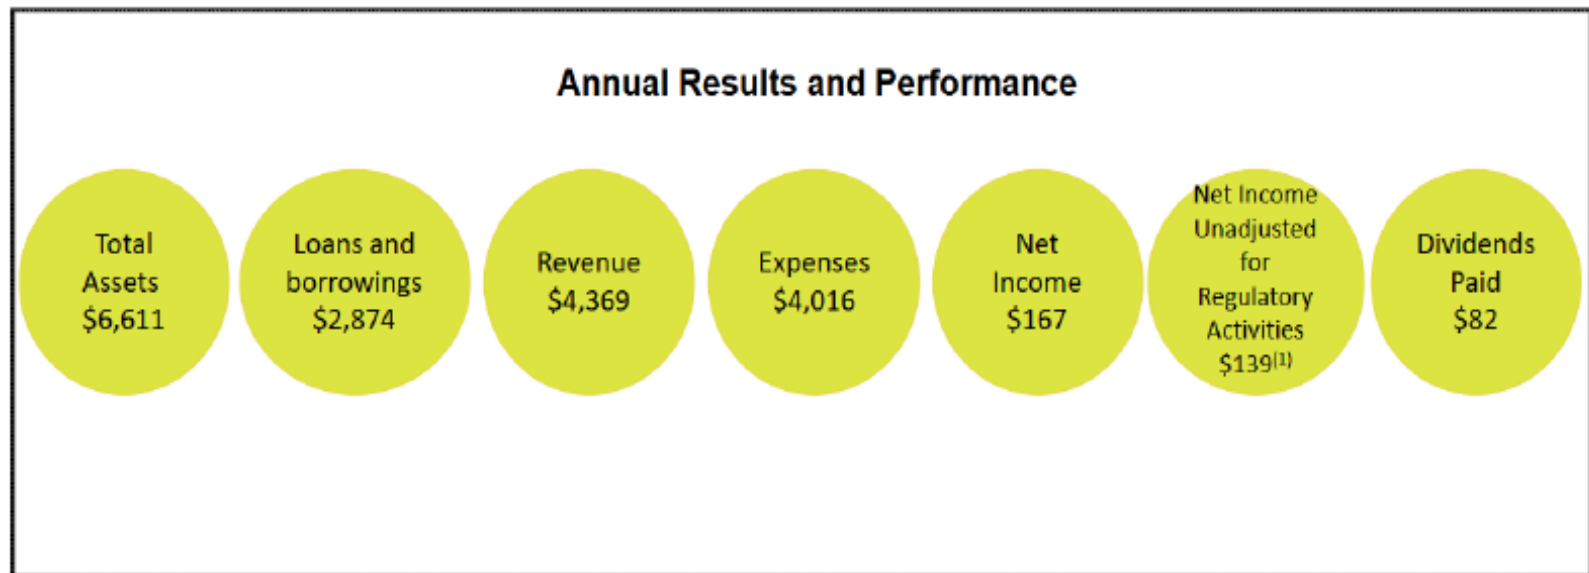 Annual Results and Performance
Total
Assets
$6,611
Loans and
borrowings
$2,874
Revenue
$4,369
Expenses
$4,016
Net
Income
$167
Net Income
Unadjusted
for
Regulatory
Activities
$139(1)
Dividends
Paid
$82